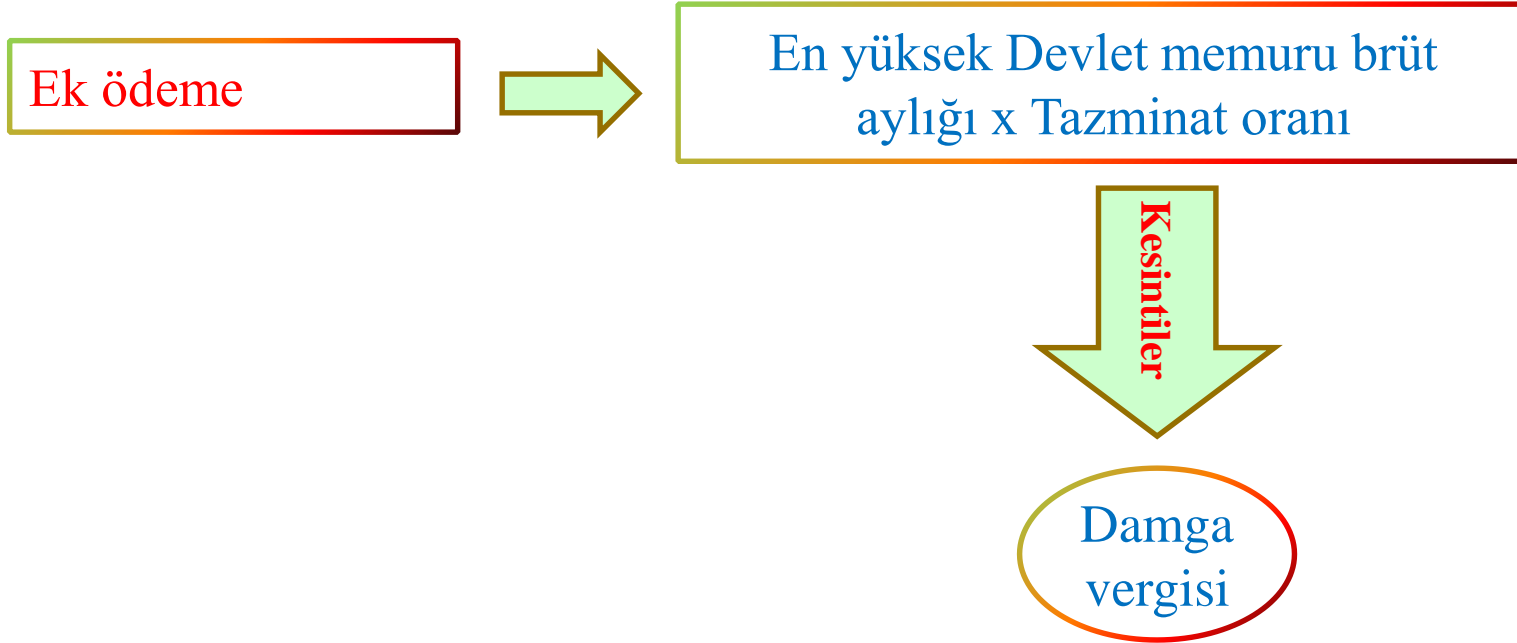 Ek ödeme
En yüksek Devlet memuru brüt
aylığı x Tazminat oranı
Kesintiler
Damga
vergisi